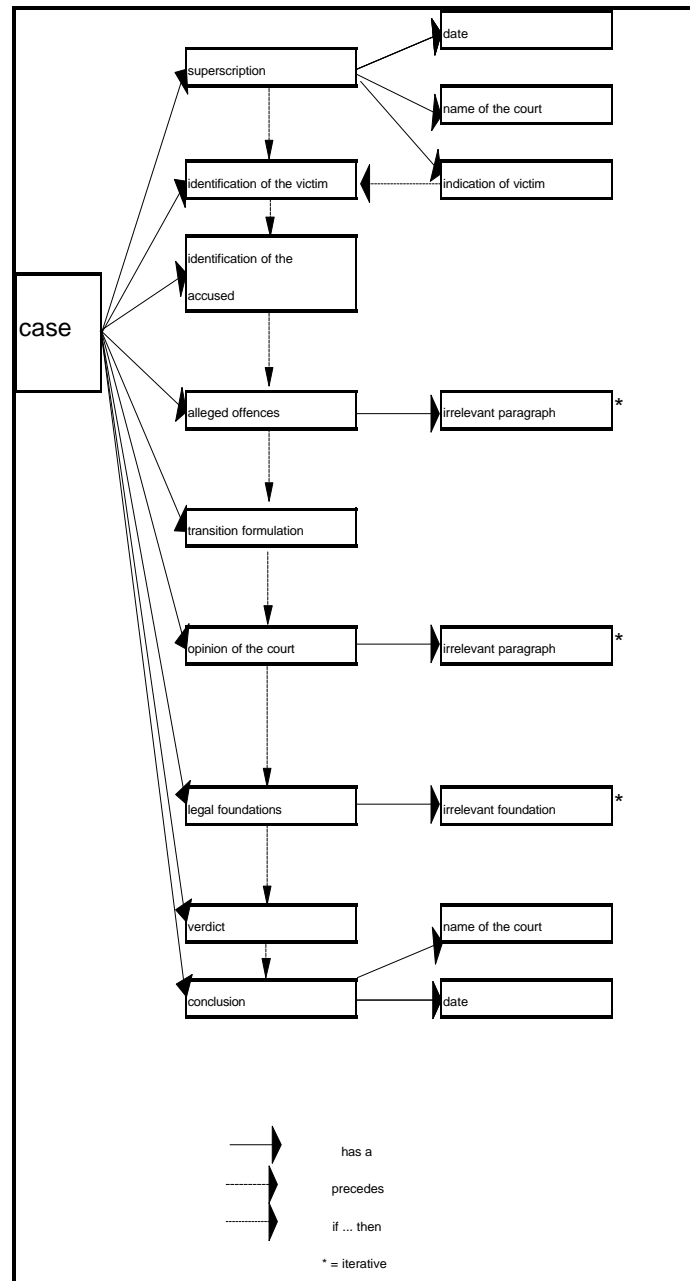 date
superscription
name of the court
identification of the victim
indication of victim
identification of the
accused
case
alleged offences
irrelevant paragraph
*
transition formulation
opinion of the court
irrelevant paragraph
*
legal foundations
irrelevant foundation
*
verdict
name of the court
conclusion
date
has a
precedes
if ... then
* = iterative